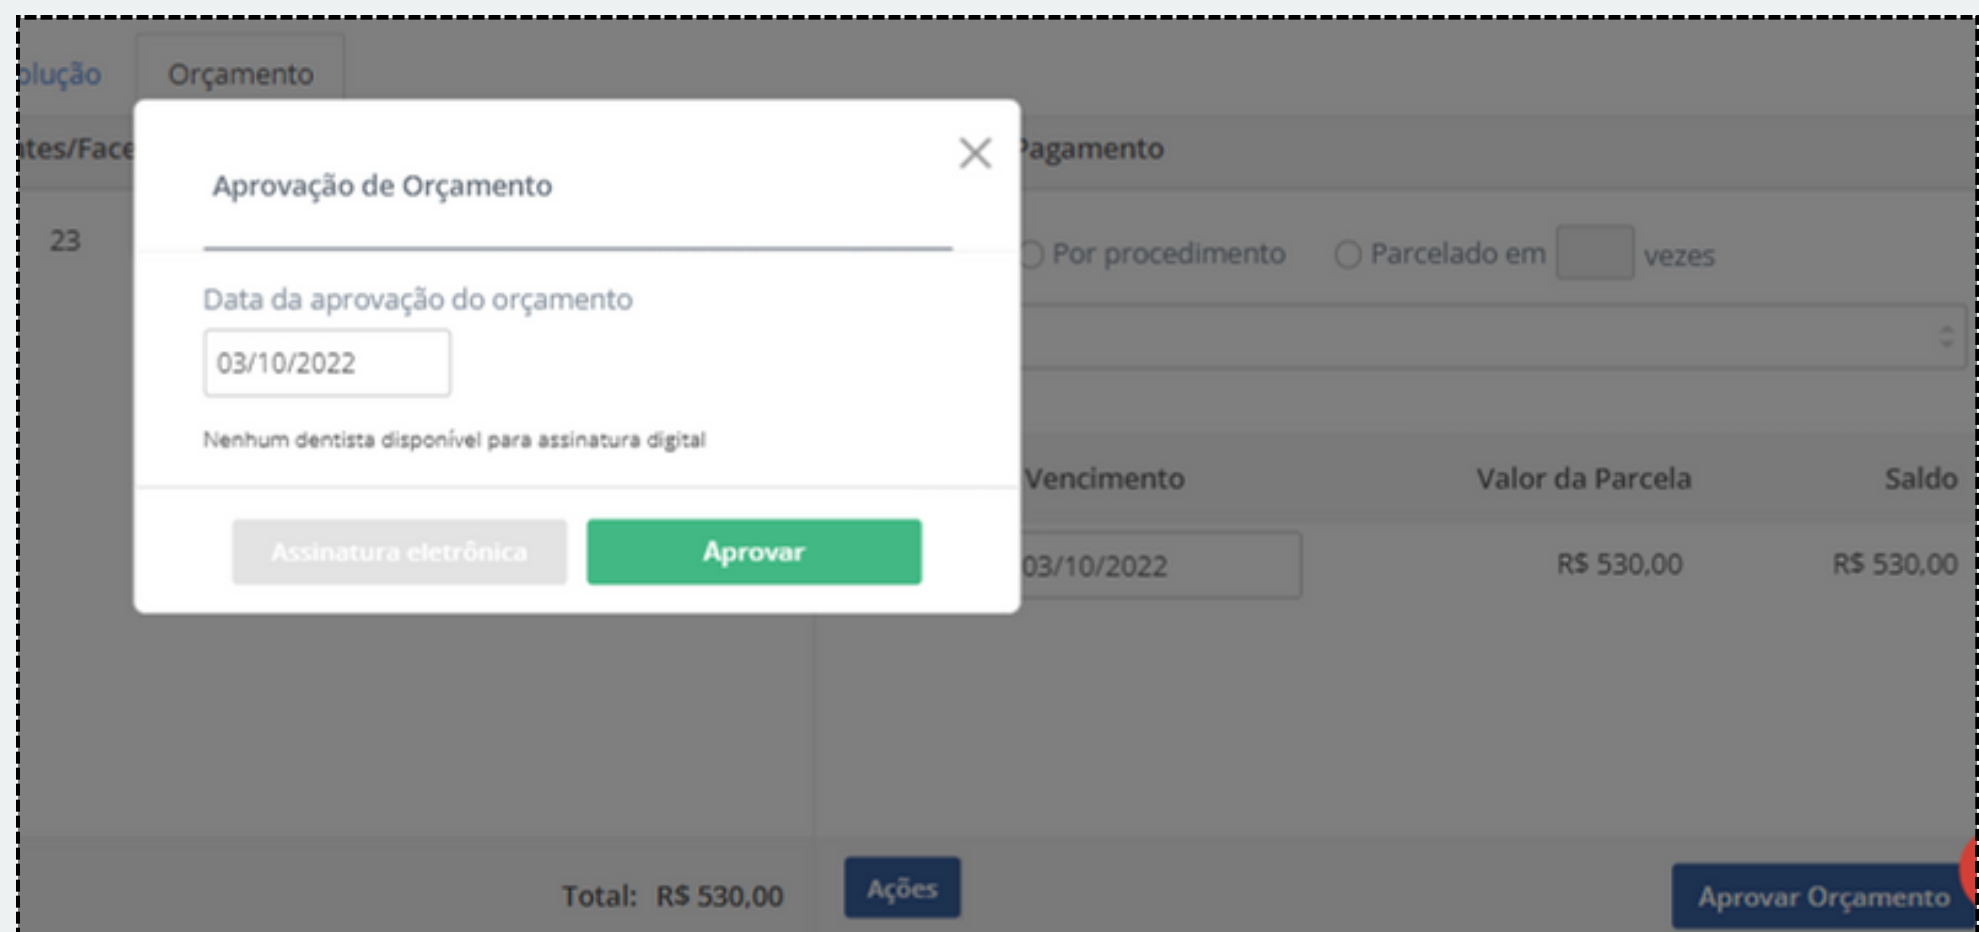 olução Orçamento
ntes/Face Pagamento
Aprovação de Orçamento
23 Por procedimento Parcelado em vezes
Data da aprovação do orçamento
03/10/2022
Nenhum dentista disponível para assinatura digital
Vencimento Valor da Parcela Saldo
Assinatura eletrônica Aprovar
03/10/2022 R$ 530,00 R$ 530,00
Total: R$ 530,00 Ações Aprovar Orçamento